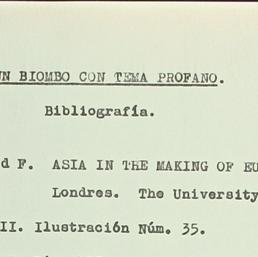 UN BIOMBO CON TEMA PROFANO.
Bibliografía.
d F. ASIA IN THE MAKING OF EU
Londres. The University
II. Ilustración Núm. 35.